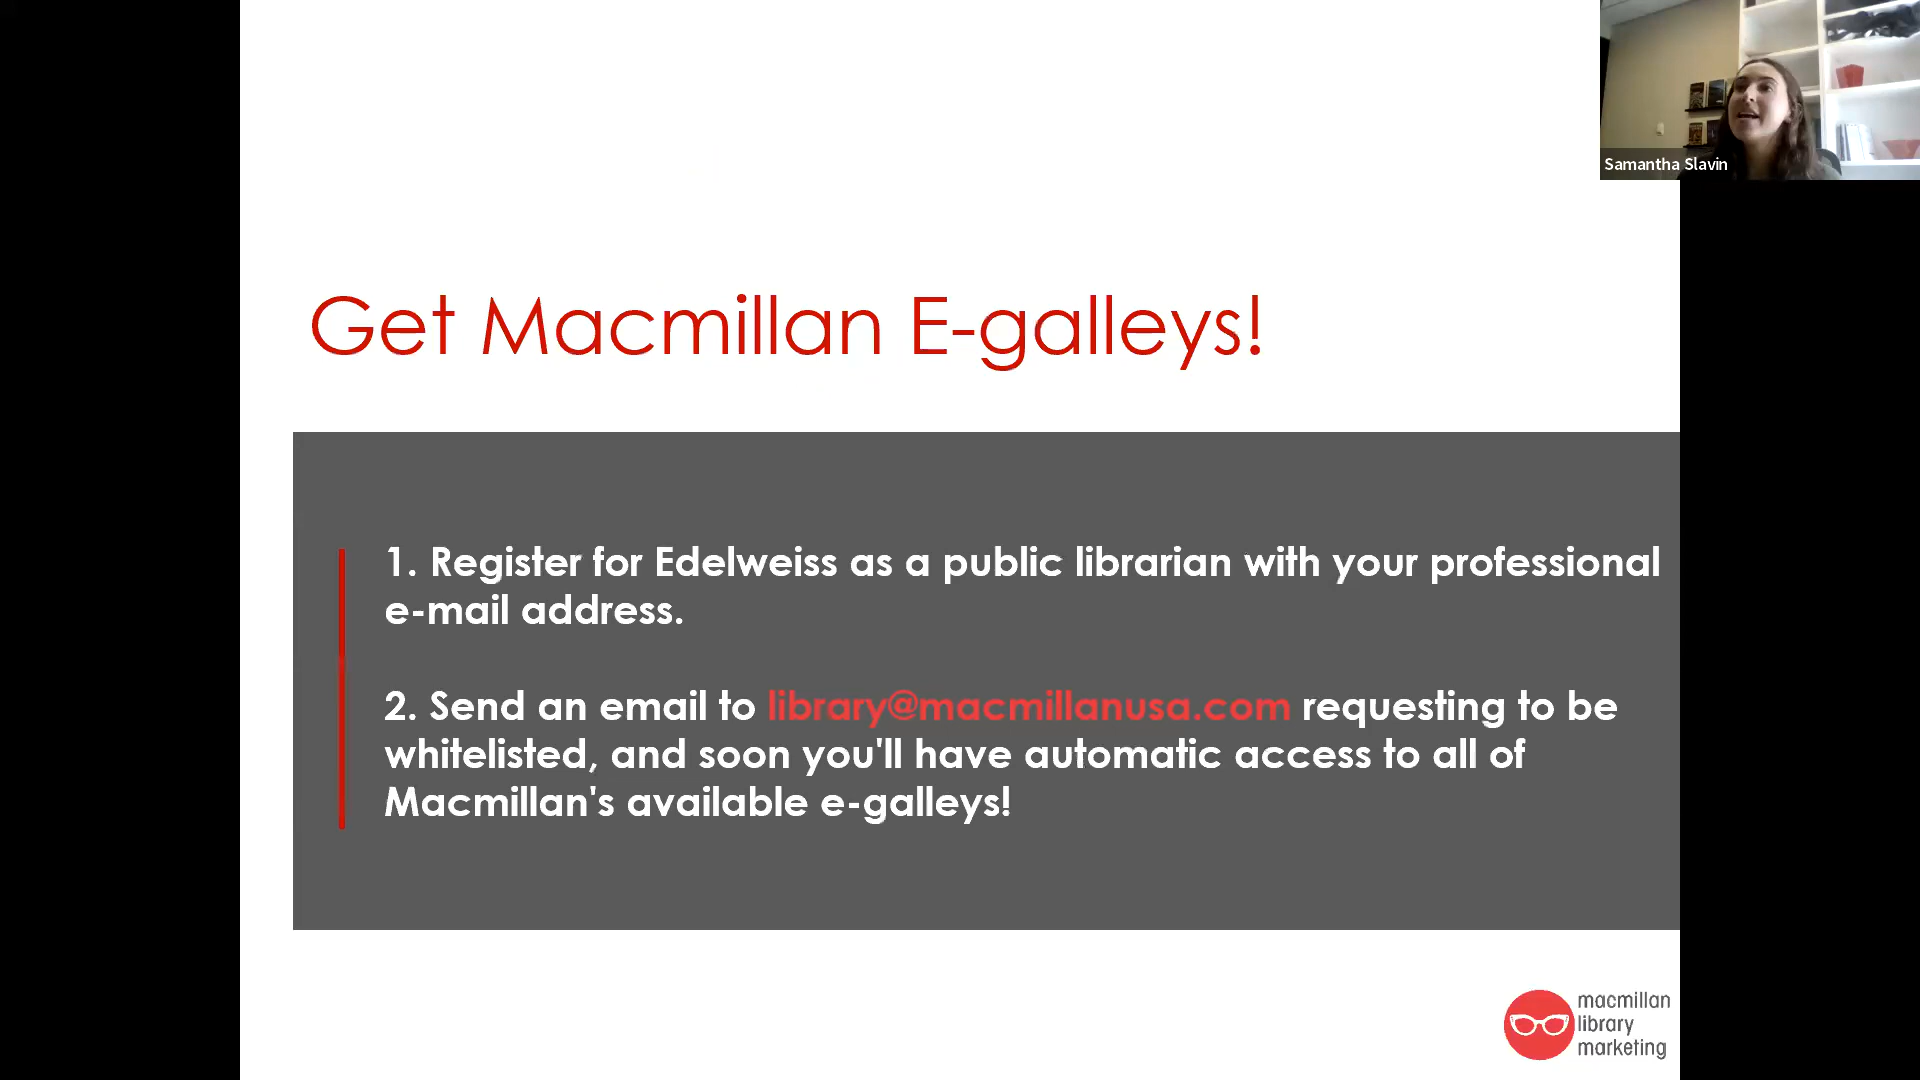 Samantha Slavin
Get Macmillan E-galleys!
1. Register for Edelweiss as a public librarian with your professional
e-mail address.
2. Send an email to library@macmillanusa.com requesting to be
whitelisted, and soon you'll have automatic access to all of
Macmillan's available e-galleys!
macmillan
library
marketing